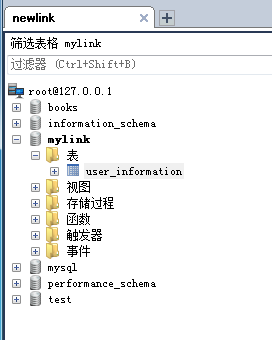 newlink
筛选表格 mylink
过滤器 (Ctrl+Shift+B)
root@127.0.0.1
books
information_schema
mylink
表
user_information
视图
存储过程
函数
触发器
事件
mysql
performance_schema
test